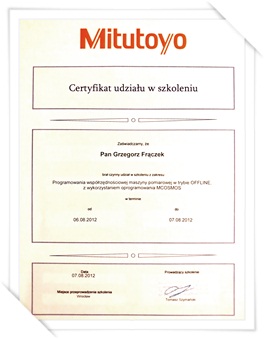 Mitutoyo
Certyfikat udziału w szkoleniu
Zaświadczamy, że
Pan Grzegorz Frączek
brał czynny udział w szkoleniu z zakresu
Programowania współrzędnościowej maszyny pomiarowej w trybie OFFLINE,
z wykorzystaniem oprogramowania MCOSMOS
w terminie
od do
06.08.2012 07.08.2012
Data Prowadzący szkolenie
07.08.2012
Miejsce przeprowadzenia szkolenia
Wrocław Tomasz Szymański